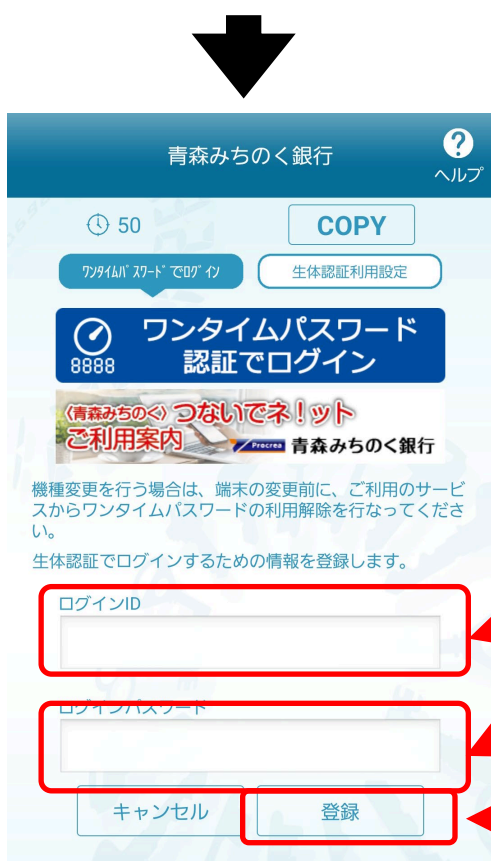 青森みちのく銀行
?
ヘルプ
50
COPY
ワンタイムパスワードでログイン
生体認証利用設定
8888
ワンタイムパスワード
認証でログイン
〈青森みちのく〉つないでネ!ット
ご利用案内
Procrea 青森みちのく銀行
機種変更を行う場合は、端末の変更前に、ご利用のサービ
スからワンタイムパスワードの利用解除を行なってくださ
い。
生体認証でログインするための情報を登録します。
ログインID
ログインパスワード
キャンセル
登録